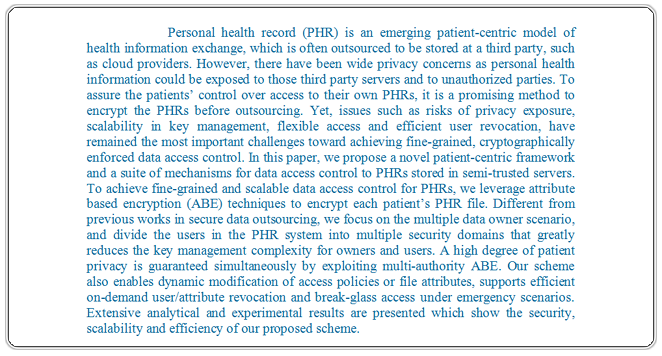 Personal health record (PHR) is an emerging patient-centric model of
health information exchange, which is often outsourced to be stored at a third party, such
as cloud providers. However, there have been wide privacy concerns as personal health
information could be exposed to those third party servers and to unauthorized parties. To
assure the patients' control over access to their own PHRs, it is a promising method to
encrypt the PHRs before outsourcing. Yet, issues such as risks of privacy exposure,
scalability in key management, flexible access and efficient user revocation, have
remained the most important challenges toward achieving fine-grained, cryptographically
enforced data access control. In this paper, we propose a novel patient-centric framework
and a suite of mechanisms for data access control to PHRs stored in semi-trusted servers.
To achieve fine-grained and scalable data access control for PHRs, we leverage attribute
based encryption (ABE) techniques to encrypt each patient's PHR file. Different from
previous works in secure data outsourcing, we focus on the multiple data owner scenario,
and divide the users in the PHR system into multiple security domains that greatly
reduces the key management complexity for owners and users. A high degree of patient
privacy is guaranteed simultaneously by exploiting multi-authority ABE. Our scheme
also enables dynamic modification of access policies or file attributes, supports efficient
on-demand user/attribute revocation and break-glass access under emergency scenarios.
Extensive analytical and experimental results are presented which show the security,
scalability and efficiency of our proposed scheme.